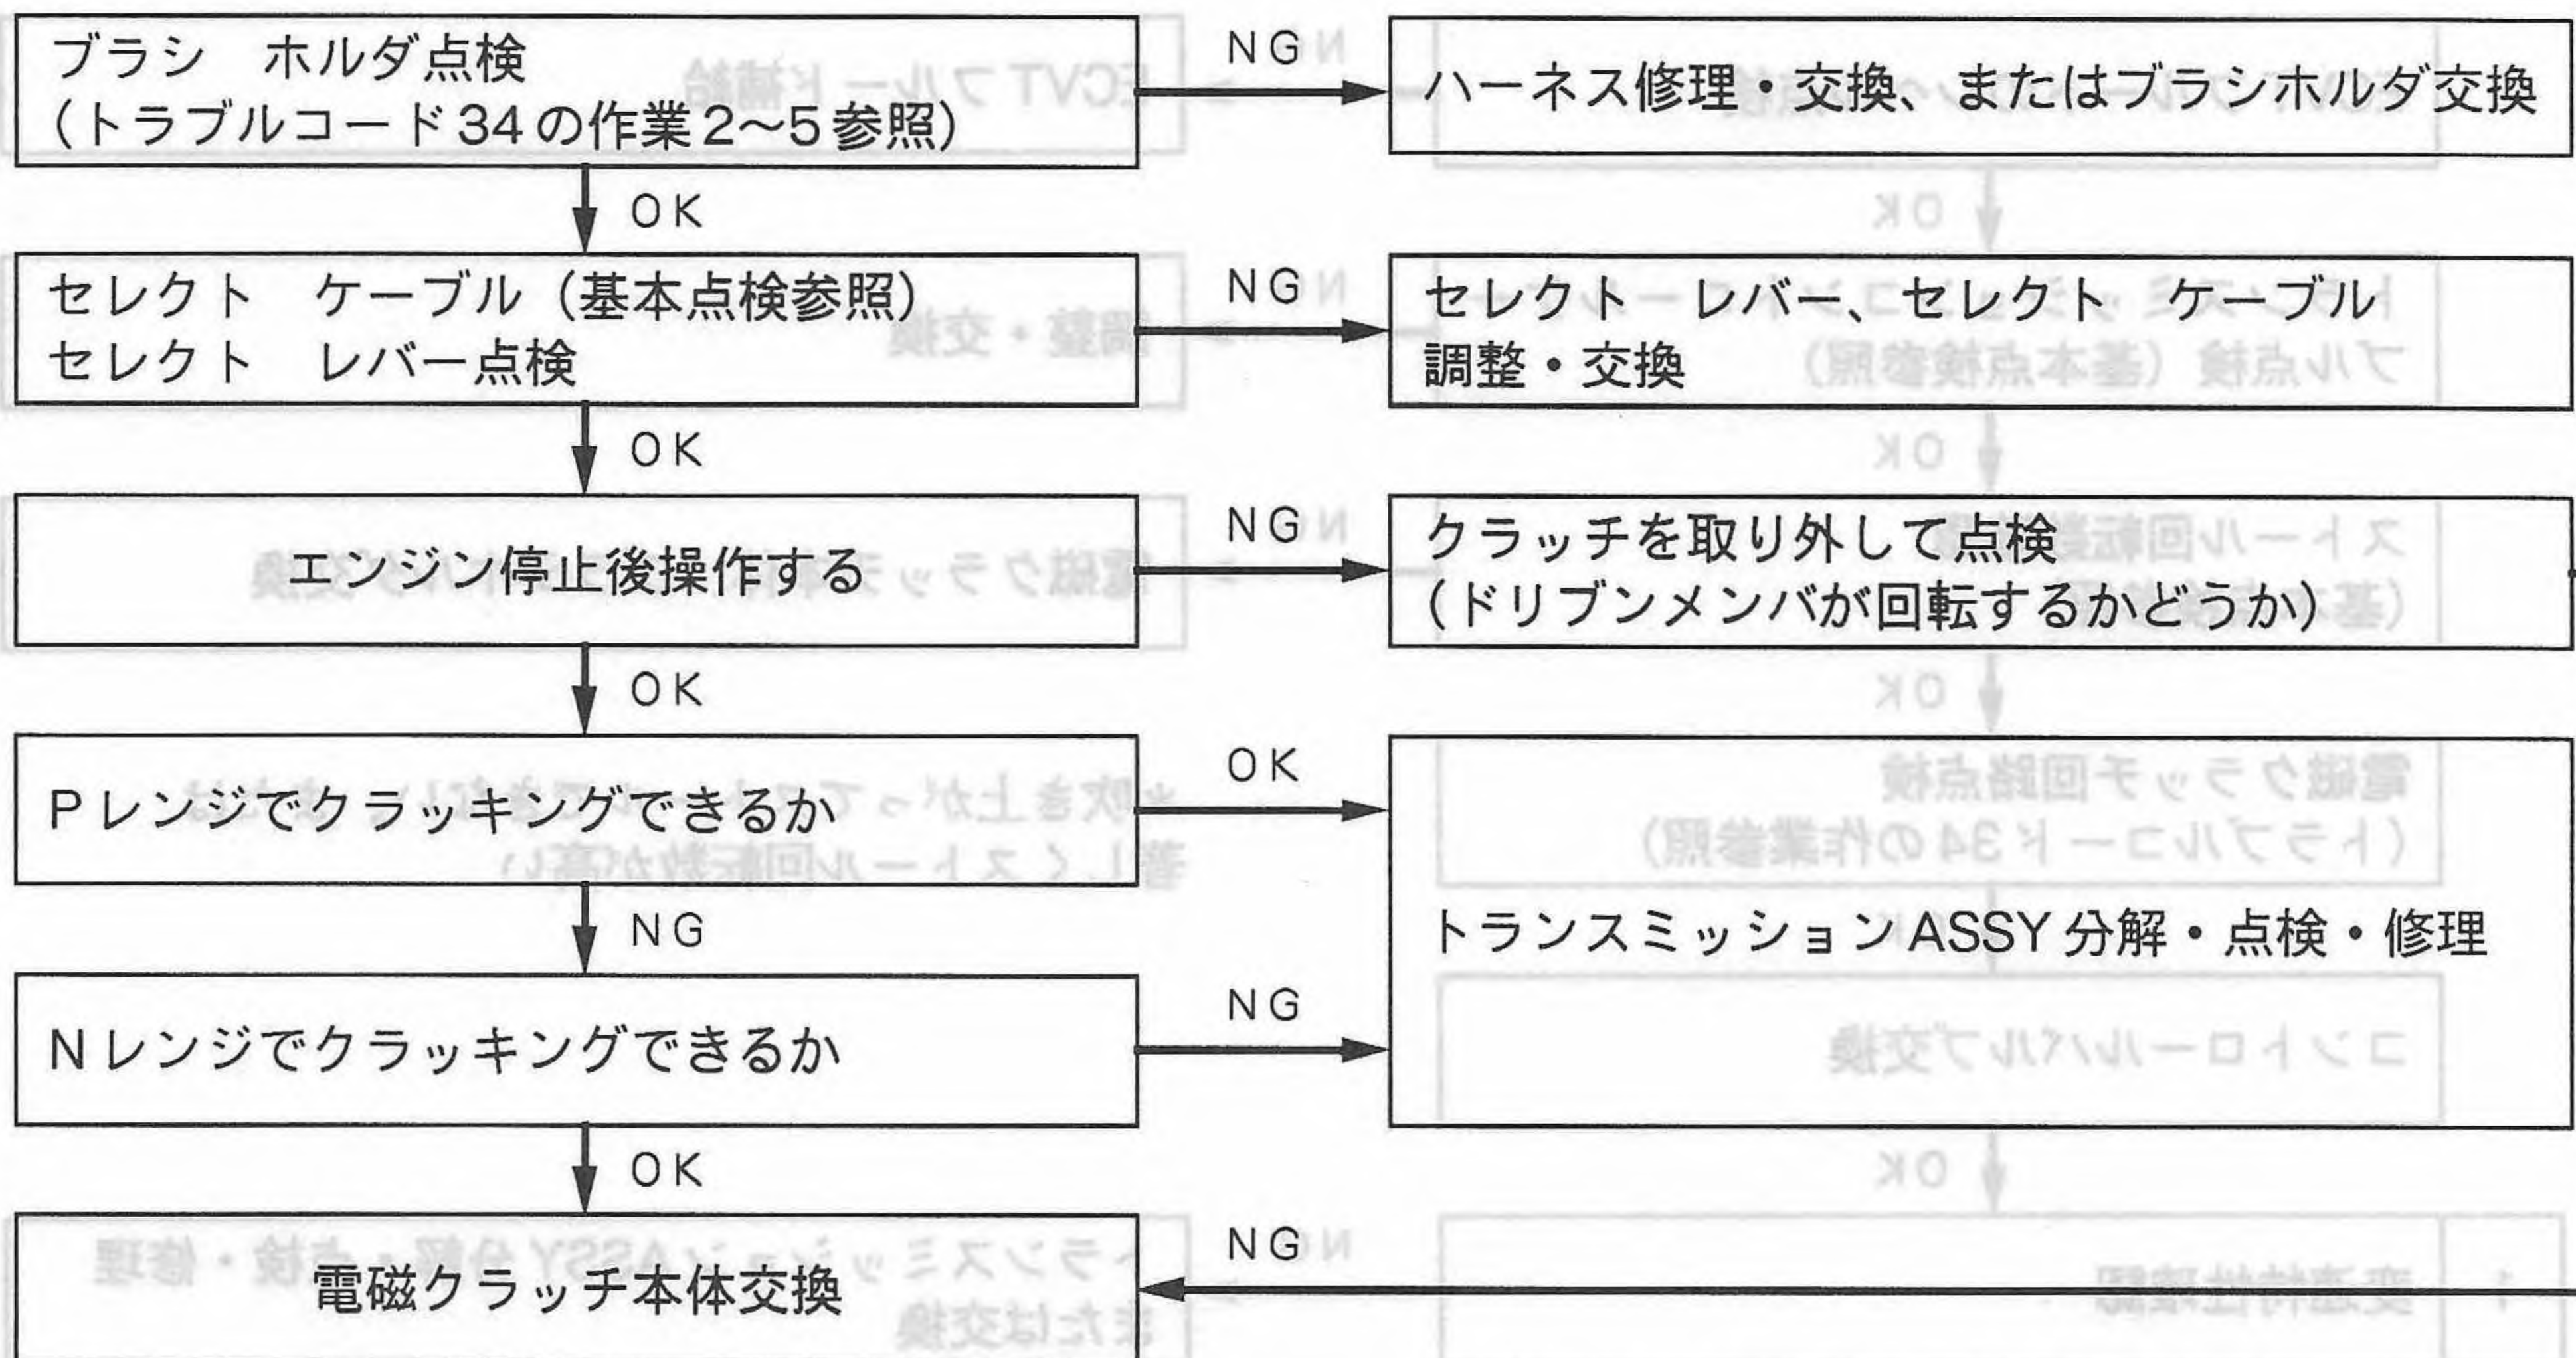 ブラシ　ホルダ点検
（トラブルコード34の作業2〜5参照）
NG
ハーネス修理・交換、またはブラシホルダ交換
OK
セレクト　ケーブル（基本点検参照）
セレクト　レバー点検
NG
セレクト　レバー、セレクト　ケーブル
調整・交換
OK
エンジン停止後操作する
NG
クラッチを取り外して点検
（ドリブンメンバが回転するかどうか）
OK
Pレンジでクラッキングできるか
OK
トランスミッションASSY分解・点検・修理
NG
Nレンジでクラッキングできるか
NG
OK
電磁クラッチ本体交換
NG